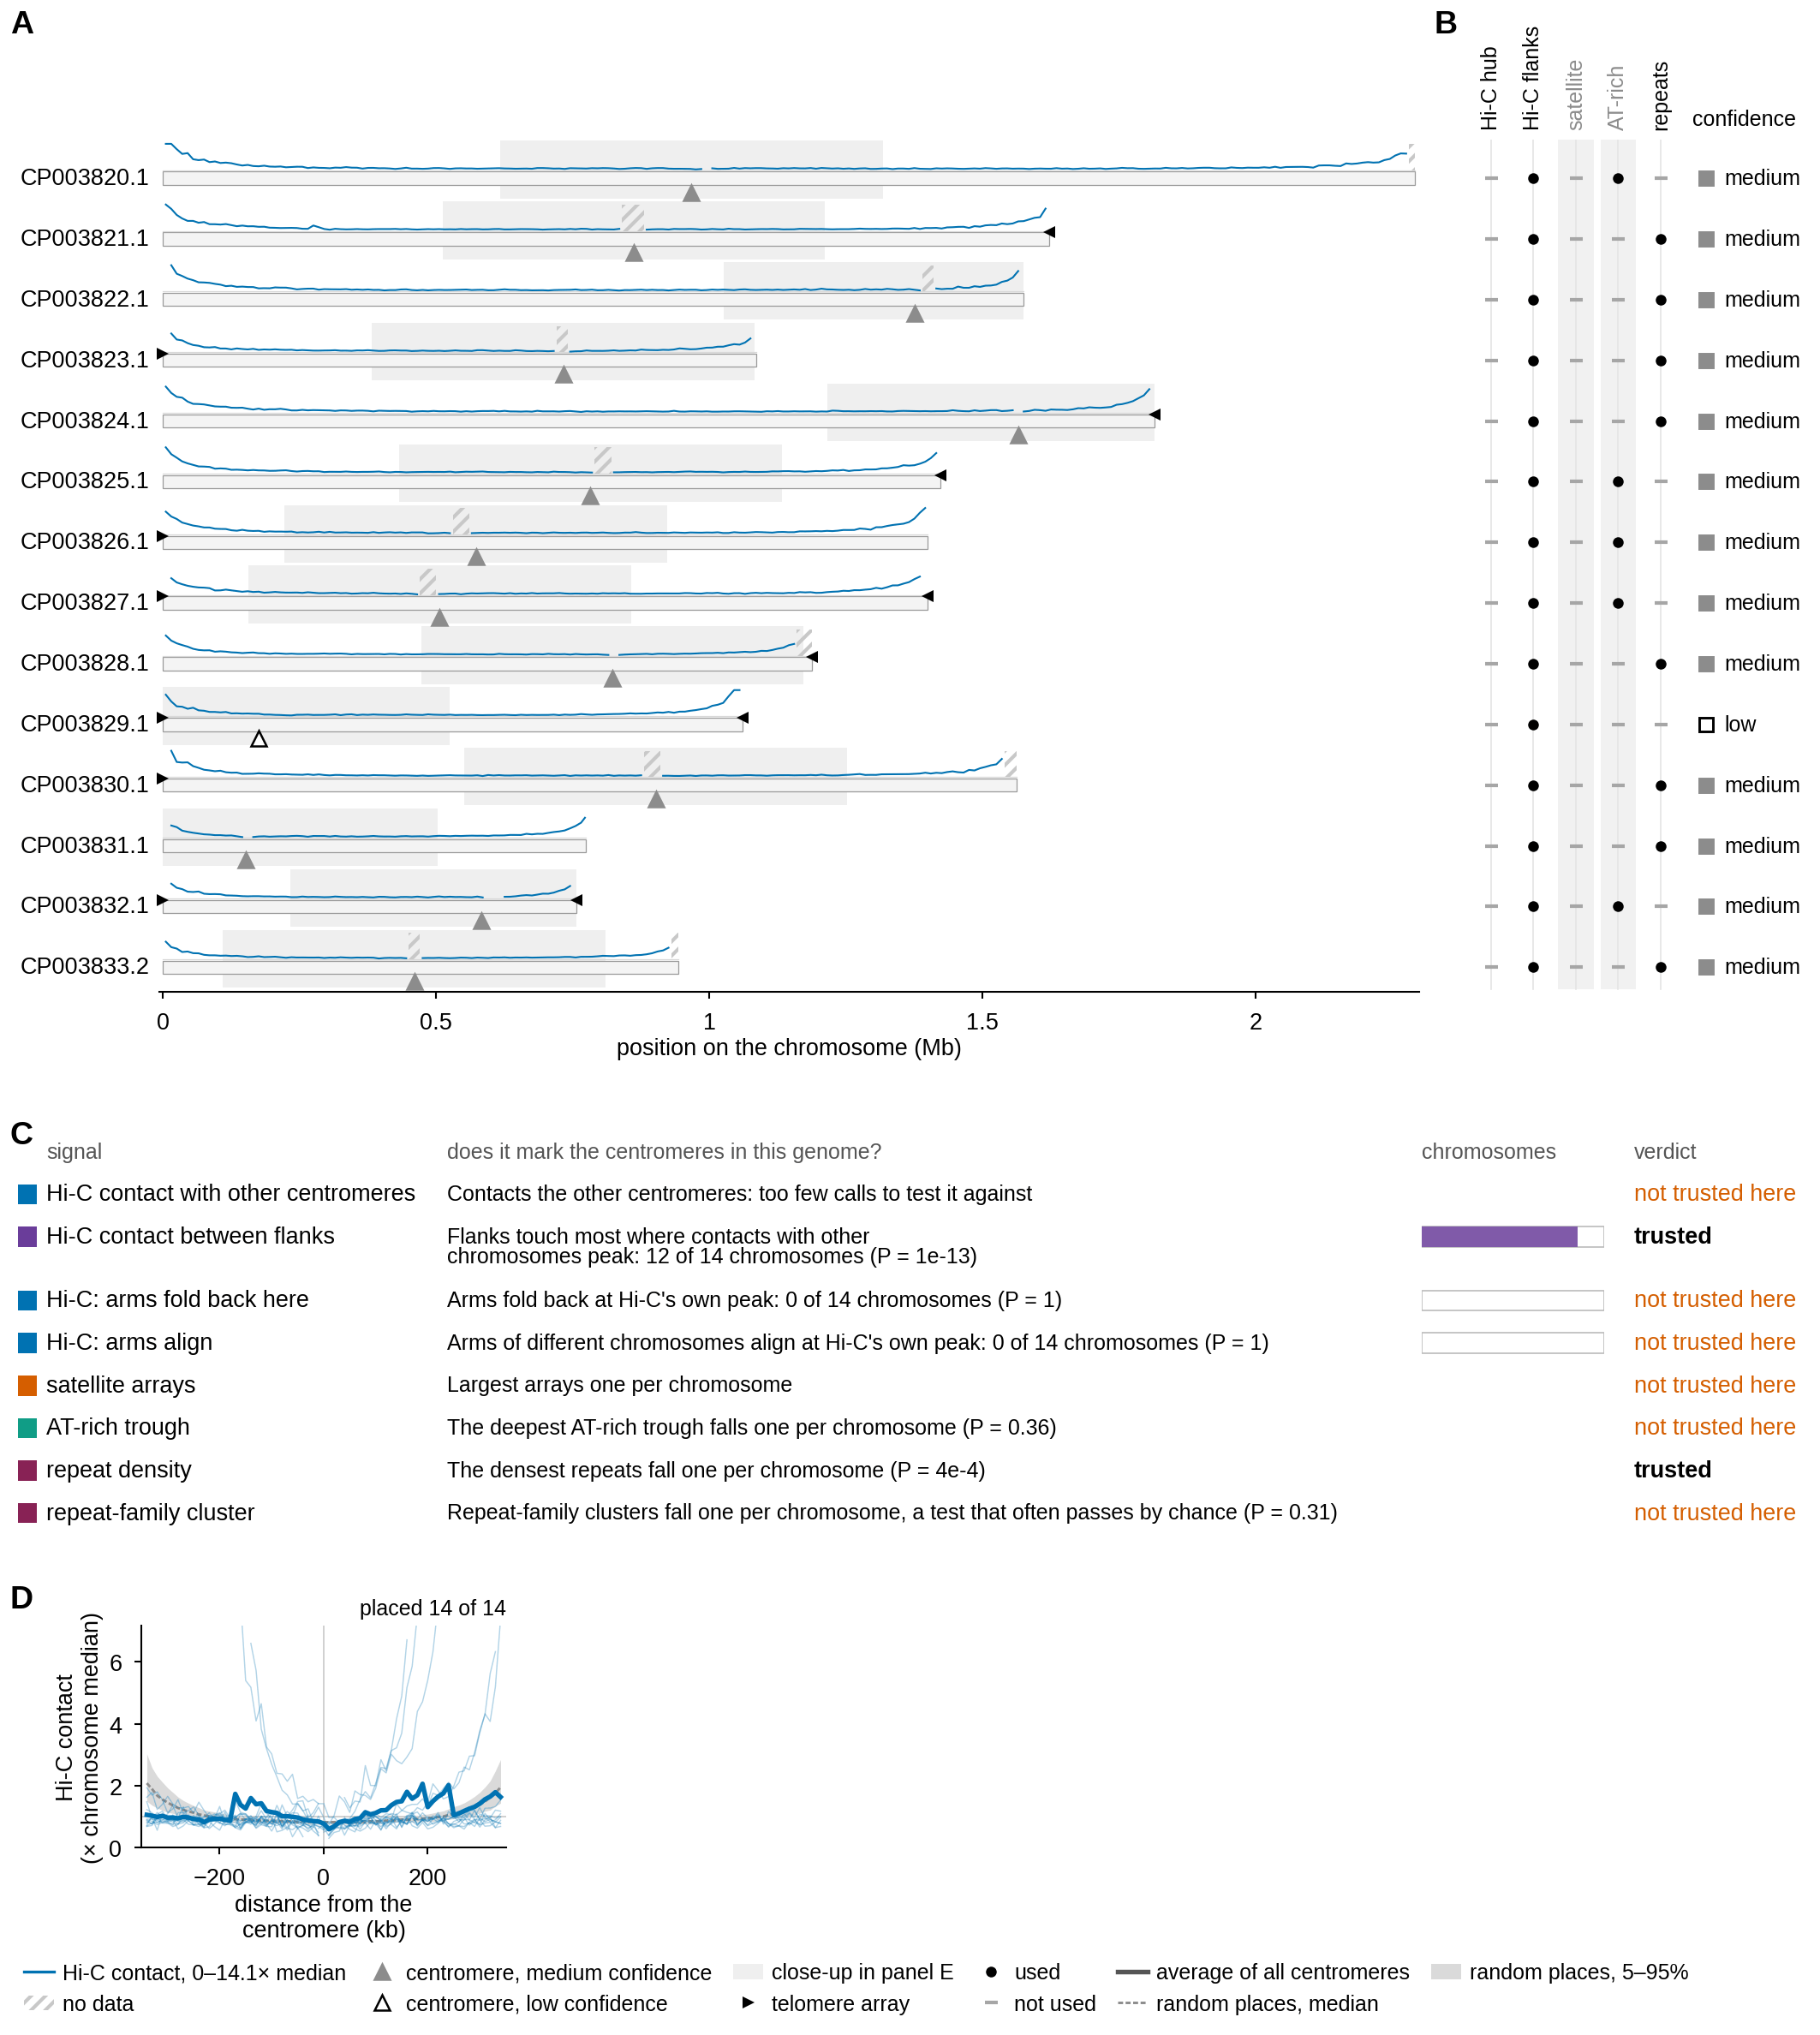 A
B
Hi-C hub
Hi-C flanks
satellite
AT-rich
repeats
confidence
CP003820.1
medium
CP003821.1
medium
CP003822.1
medium
CP003823.1
medium
CP003824.1
medium
CP003825.1
medium
CP003826.1
medium
CP003827.1
medium
CP003828.1
medium
CP003829.1
low
CP003830.1
medium
CP003831.1
medium
CP003832.1
medium
CP003833.2
medium
0 0.5 1 1.5 2
position on the chromosome (Mb)
C
signal does it mark the centromeres in this genome? chromosomes verdict
Hi-C contact with other centromeres Contacts the other centromeres: too few calls to test it against not trusted here
Hi-C contact between flanks Flanks touch most where contacts with other trusted
chromosomes peak: 12 of 14 chromosomes (P = 1e-13)
Hi-C: arms fold back here Arms fold back at Hi-C's own peak: 0 of 14 chromosomes (P = 1) not trusted here
Hi-C: arms align Arms of different chromosomes align at Hi-C's own peak: 0 of 14 chromosomes (P = 1) not trusted here
satellite arrays Largest arrays one per chromosome not trusted here
AT-rich trough The deepest AT-rich trough falls one per chromosome (P = 0.36) not trusted here
repeat density The densest repeats fall one per chromosome (P = 4e-4) trusted
repeat-family cluster Repeat-family clusters fall one per chromosome, a test that often passes by chance (P = 0.31) not trusted here
D
placed 14 of 14
Hi-C contact
(× chromosome median)
6
4
2
0
−200 0 200
distance from the
centromere (kb)
Hi-C contact, 0–14.1× median centromere, medium confidence close-up in panel E used average of all centromeres random places, 5–95%
no data centromere, low confidence telomere array not used random places, median